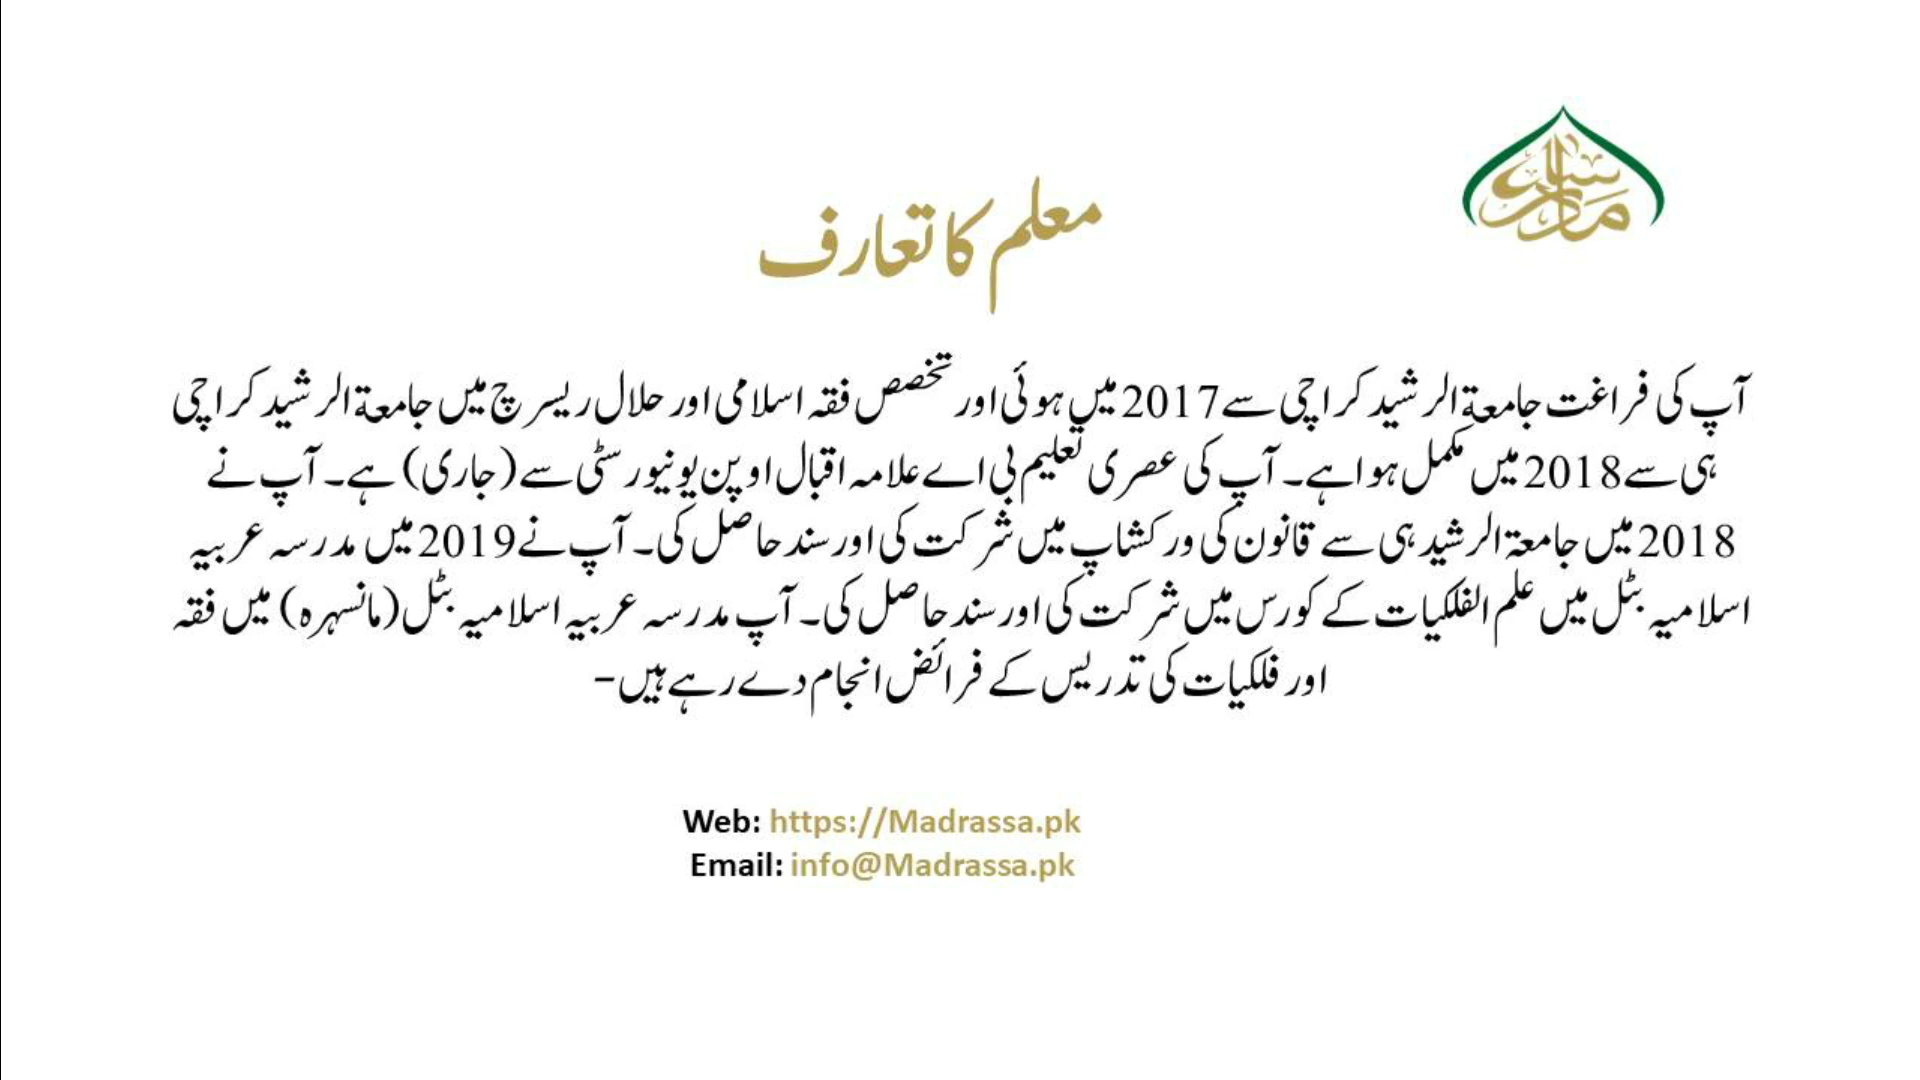 مدارس
معلم کا تعارف
آپ کی فراغت جامعۃ الرشید کراچی سے 2017 میں ہوئی اور تخصص فقہ اسلامی اور حلال ریسرچ میں جامعۃ الرشید کراچی
ہی سے 2018 میں مکمل ہوا ہے۔ آپ کی عصری تعلیم بی اے علامہ اقبال اوپن یونیورسٹی سے (جاری) ہے۔ آپ نے
2018 میں جامعۃ الرشید ہی سے قانون کی ورکشاپ میں شرکت کی اور سند حاصل کی۔ آپ نے 2019 میں مدرسہ عربیہ
اسلامیہ بٹل میں علم الفلکیات کے کورس میں شرکت کی اور سند حاصل کی۔ آپ مدرسہ عربیہ اسلامیہ بٹل (مانسہرہ) میں فقہ
اور فلکیات کی تدریس کے فرائض انجام دے رہے ہیں-
Web: https://Madrassa.pk
Email: info@Madrassa.pk